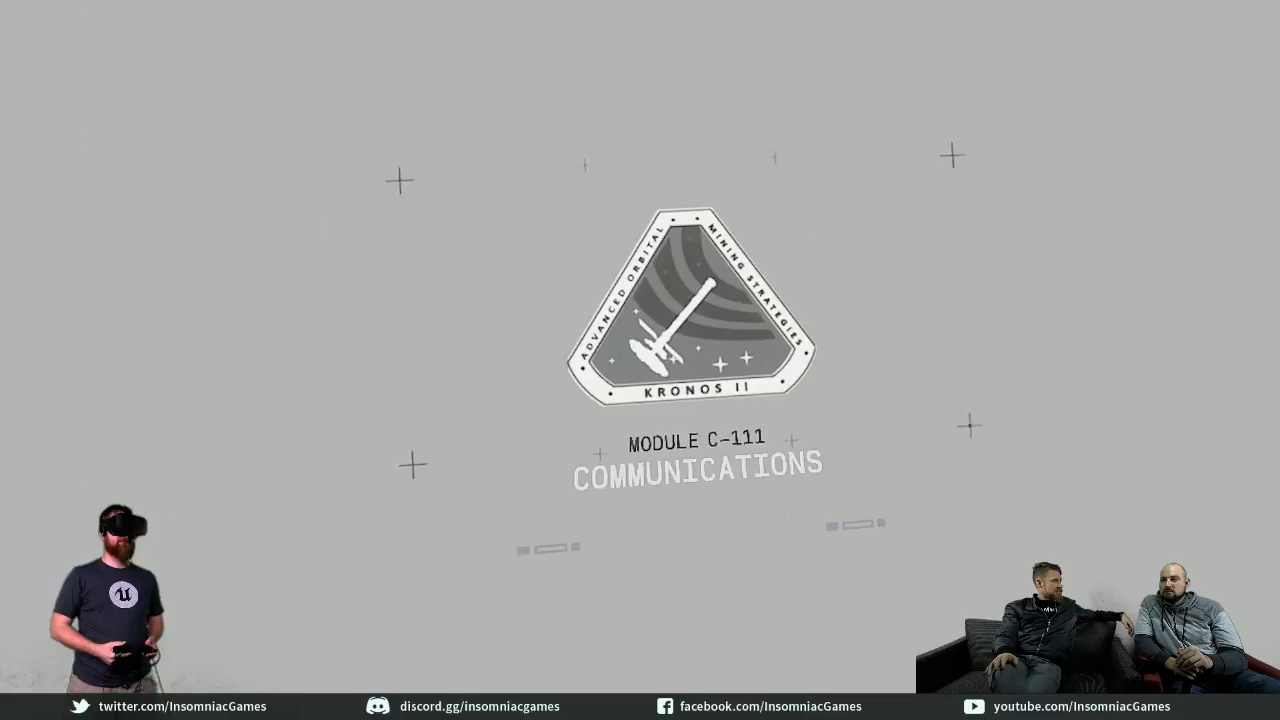 ADVANCED ORBITAL
MINING STRATEGIES
KRONOS II
MODULE C-111
COMMUNICATIONS
twitter.com/InsomniacGames
discord.gg/insomniacgames
facebook.com/InsomniacGames
youtube.com/InsomniacGames